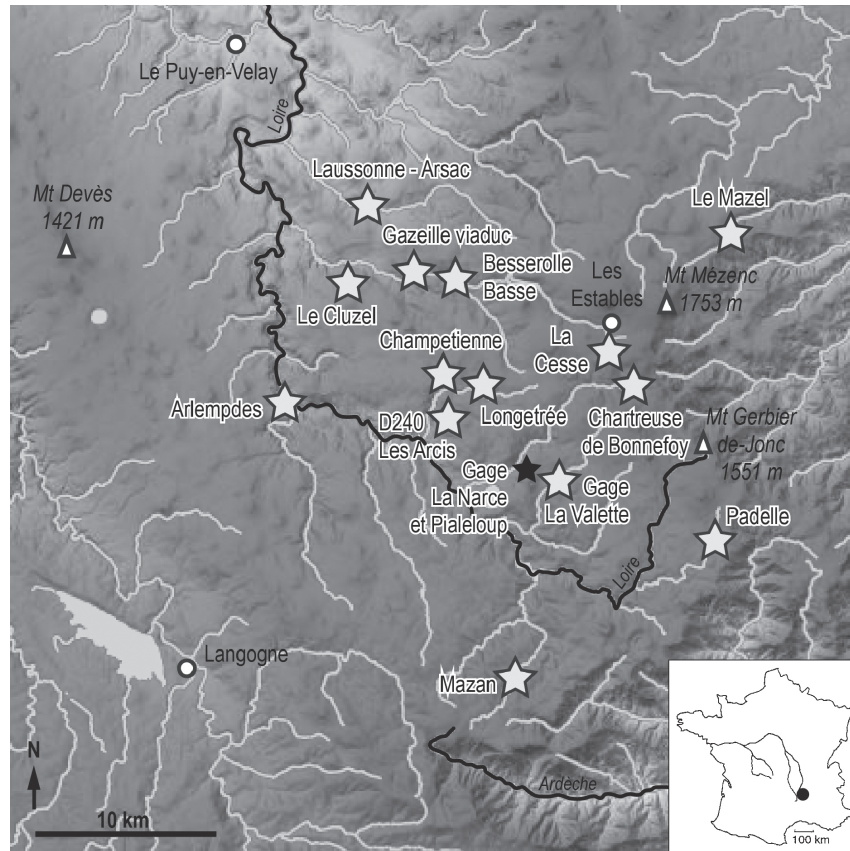 Le Puy-en-Velay
Loire
Laussonne - Arsac
Mt Devès
1421 m
Le Mazel
Gazeille viaduc
Besserolle
Basse
Les
Estables
Mt Mézenc
1753 m
Le Cluzel
Champetienne
La
Cesse
Arlempdes
D240
Les Arcis
Longetrée
Chartreuse
de Bonnefoy
Mt Gerbier
de-Jonc
1551 m
Gage
La Narce
et Pialeloup
Gage
La Valette
Padelle
Loire
Langogne
Mazan
N
10 km
Ardèche
100 km